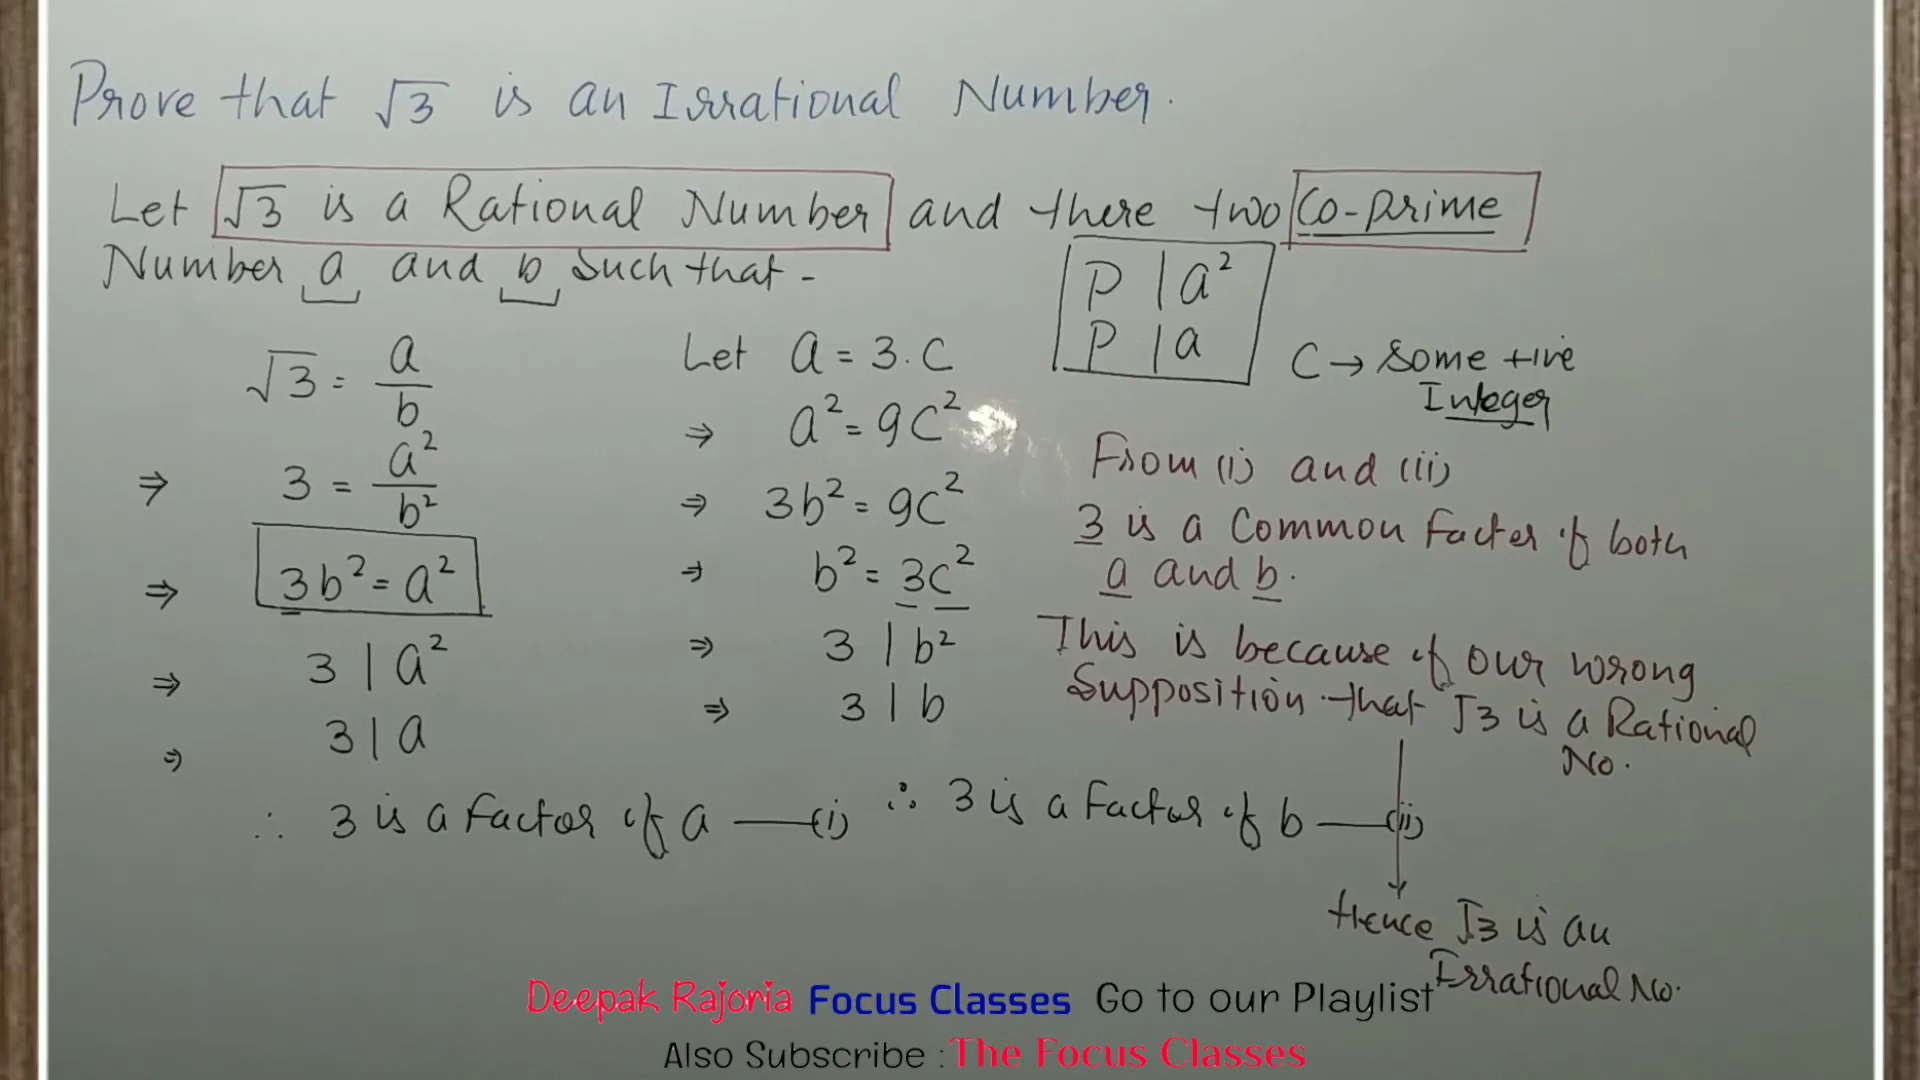 Prove that √3 is an Irrational Number.
Let √3 is a Rational Number and there two Co-prime
Number a and b Such that -
√3 = a/b
⇒ 3 = a²/b²
⇒ 3b² = a²
⇒ 3 | a²
⇒ 3 | a
∴ 3 is a factor of a —(i)
Let a = 3.c
⇒ a² = 9c²
⇒ 3b² = 9c²
⇒ b² = 3c²
⇒ 3 | b²
⇒ 3 | b
∴ 3 is a factor of b —(ii)
P | a²
P | a
C → Some +ive
Integer
From (i) and (ii)
3 is a Common factor of both
a and b.
This is because of our wrong
Supposition that √3 is a Rational
No.
Hence √3 is an
Irrational No.
Deepak Rajoria Focus Classes Go to our Playlist
Also Subscribe : The Focus Classes